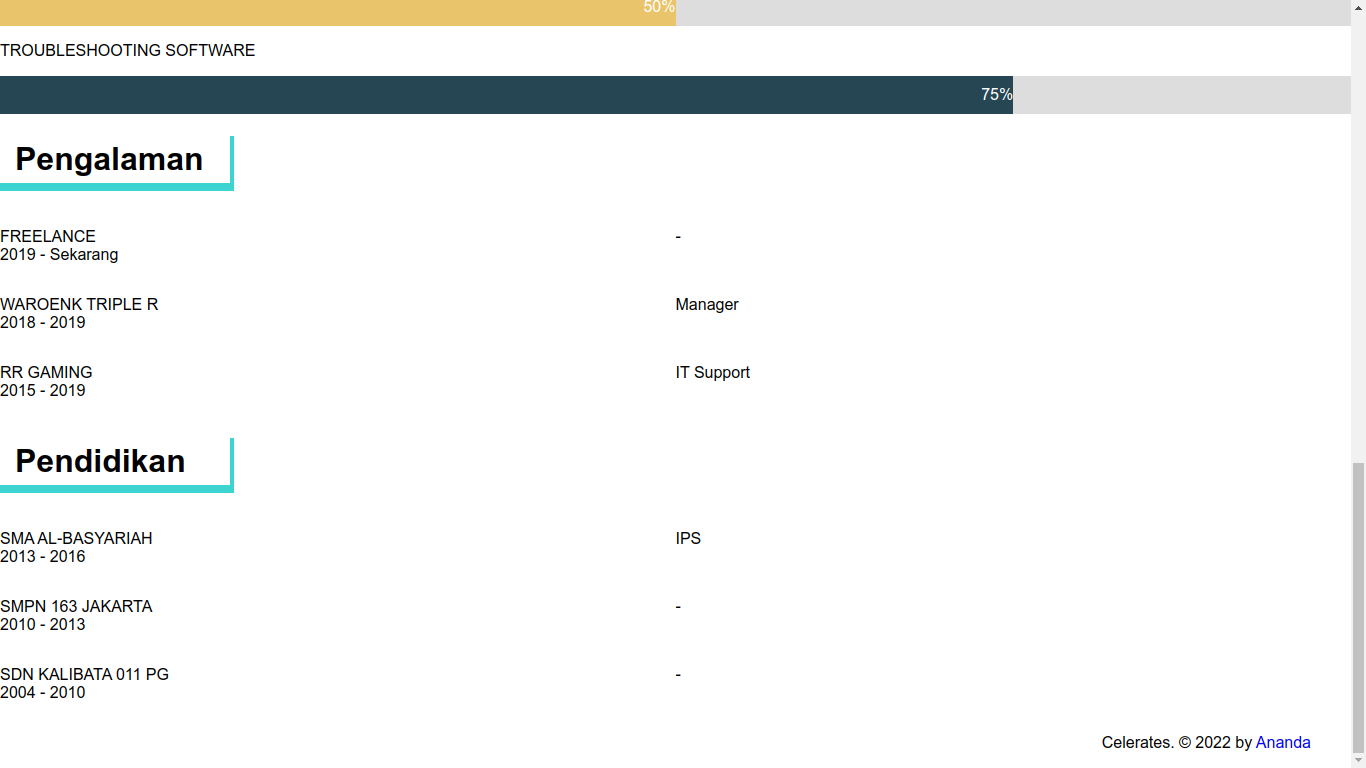 50%
TROUBLESHOOTING SOFTWARE
75%
Pengalaman
FREELANCE
2019 - Sekarang
-
WAROENK TRIPLE R
2018 - 2019
Manager
RR GAMING
2015 - 2019
IT Support
Pendidikan
SMA AL-BASYARIAH
2013 - 2016
IPS
SMPN 163 JAKARTA
2010 - 2013
-
SDN KALIBATA 011 PG
2004 - 2010
-
Celerates. © 2022 by Ananda